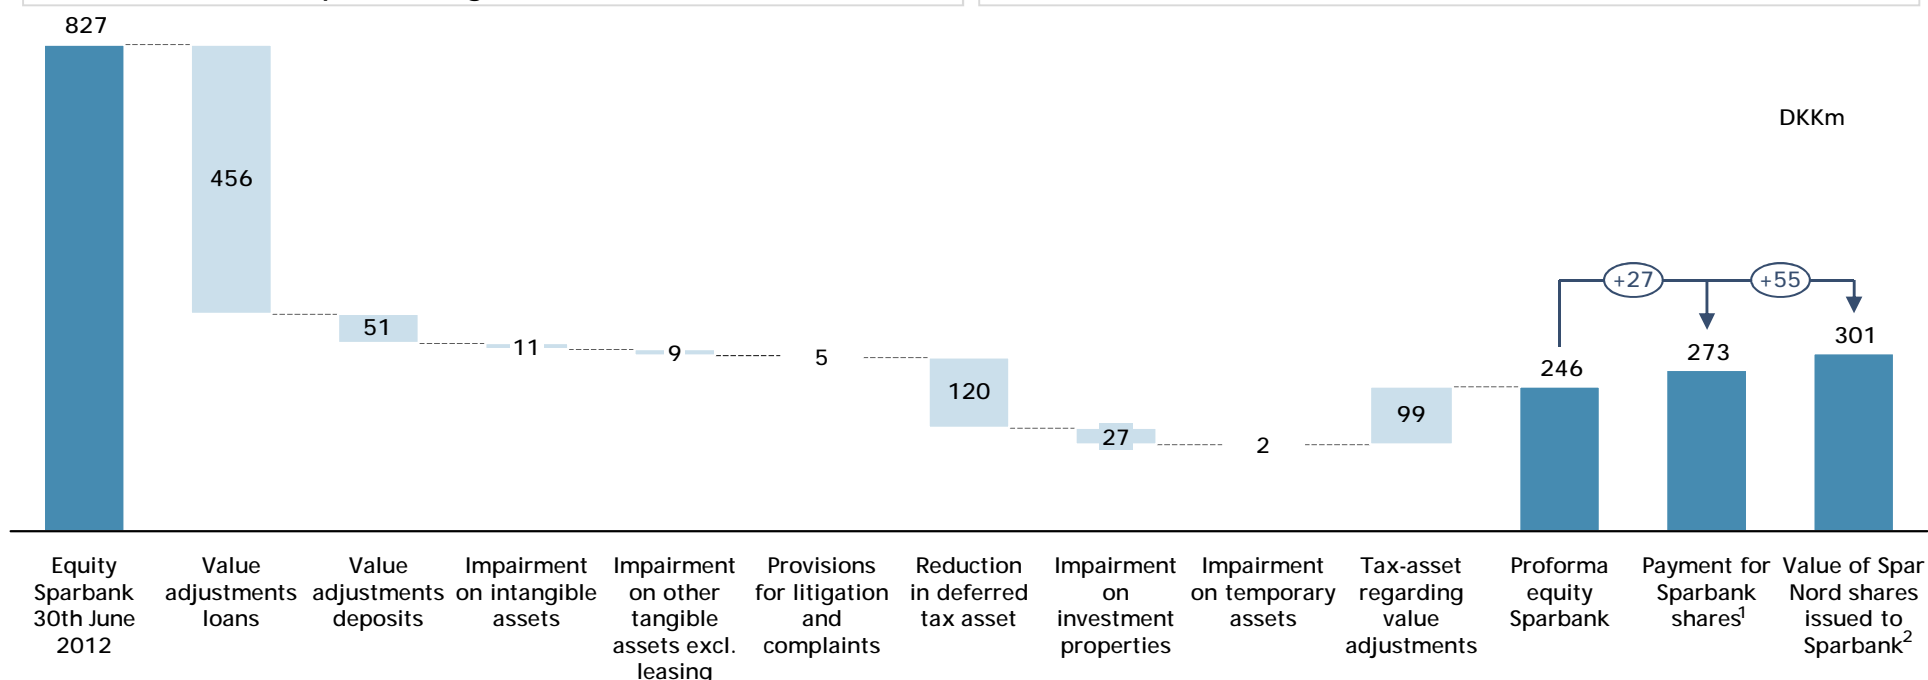 827
DKKm
456
51
11
9
5
120
27
2
99
+27
+55
246
273
301
Equity
Sparbank
30th June
2012
Value
adjustments
loans
Value
adjustments
deposits
Impairment
on intangible
assets
Impairment
on other
tangible
assets excl.
leasing
Provisions
for litigation
and
complaints
Reduction
in deferred
tax asset
Impairment
on
investment
properties
Impairment
on temporary
assets
Tax-asset
regarding
value
adjustments
Proforma
equity
Sparbank
Payment for
Sparbank
shares1
Value of Spar
Nord shares
issued to
Sparbank2